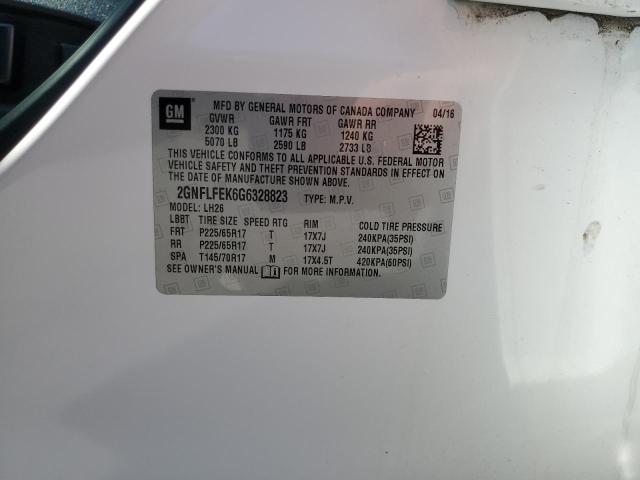 GM
MFD BY GENERAL MOTORS OF CANADA COMPANY 04/16
GVWR GAWR FRT GAWR RR
2300 KG 1175 KG 1240 KG
5070 LB 2590 LB 2733 LB
THIS VEHICLE CONFORMS TO ALL APPLICABLE U.S. FEDERAL MOTOR
VEHICLE SAFETY AND THEFT PREVENTION STANDARDS IN EFFECT ON
THE DATE OF MANUFACTURE SHOWN ABOVE.
2GNFLFEK6G6328823 TYPE: M.P.V.
MODEL: LH26
LBBT TIRE SIZE SPEED RTG RIM COLD TIRE PRESSURE
FRT P225/65R17 T 17X7J 240KPA(35PSI)
RR P225/65R17 T 17X7J 240KPA(35PSI)
SPA T145/70R17 M 17X4.5T 420KPA(60PSI)
SEE OWNER'S MANUAL FOR MORE INFORMATION.